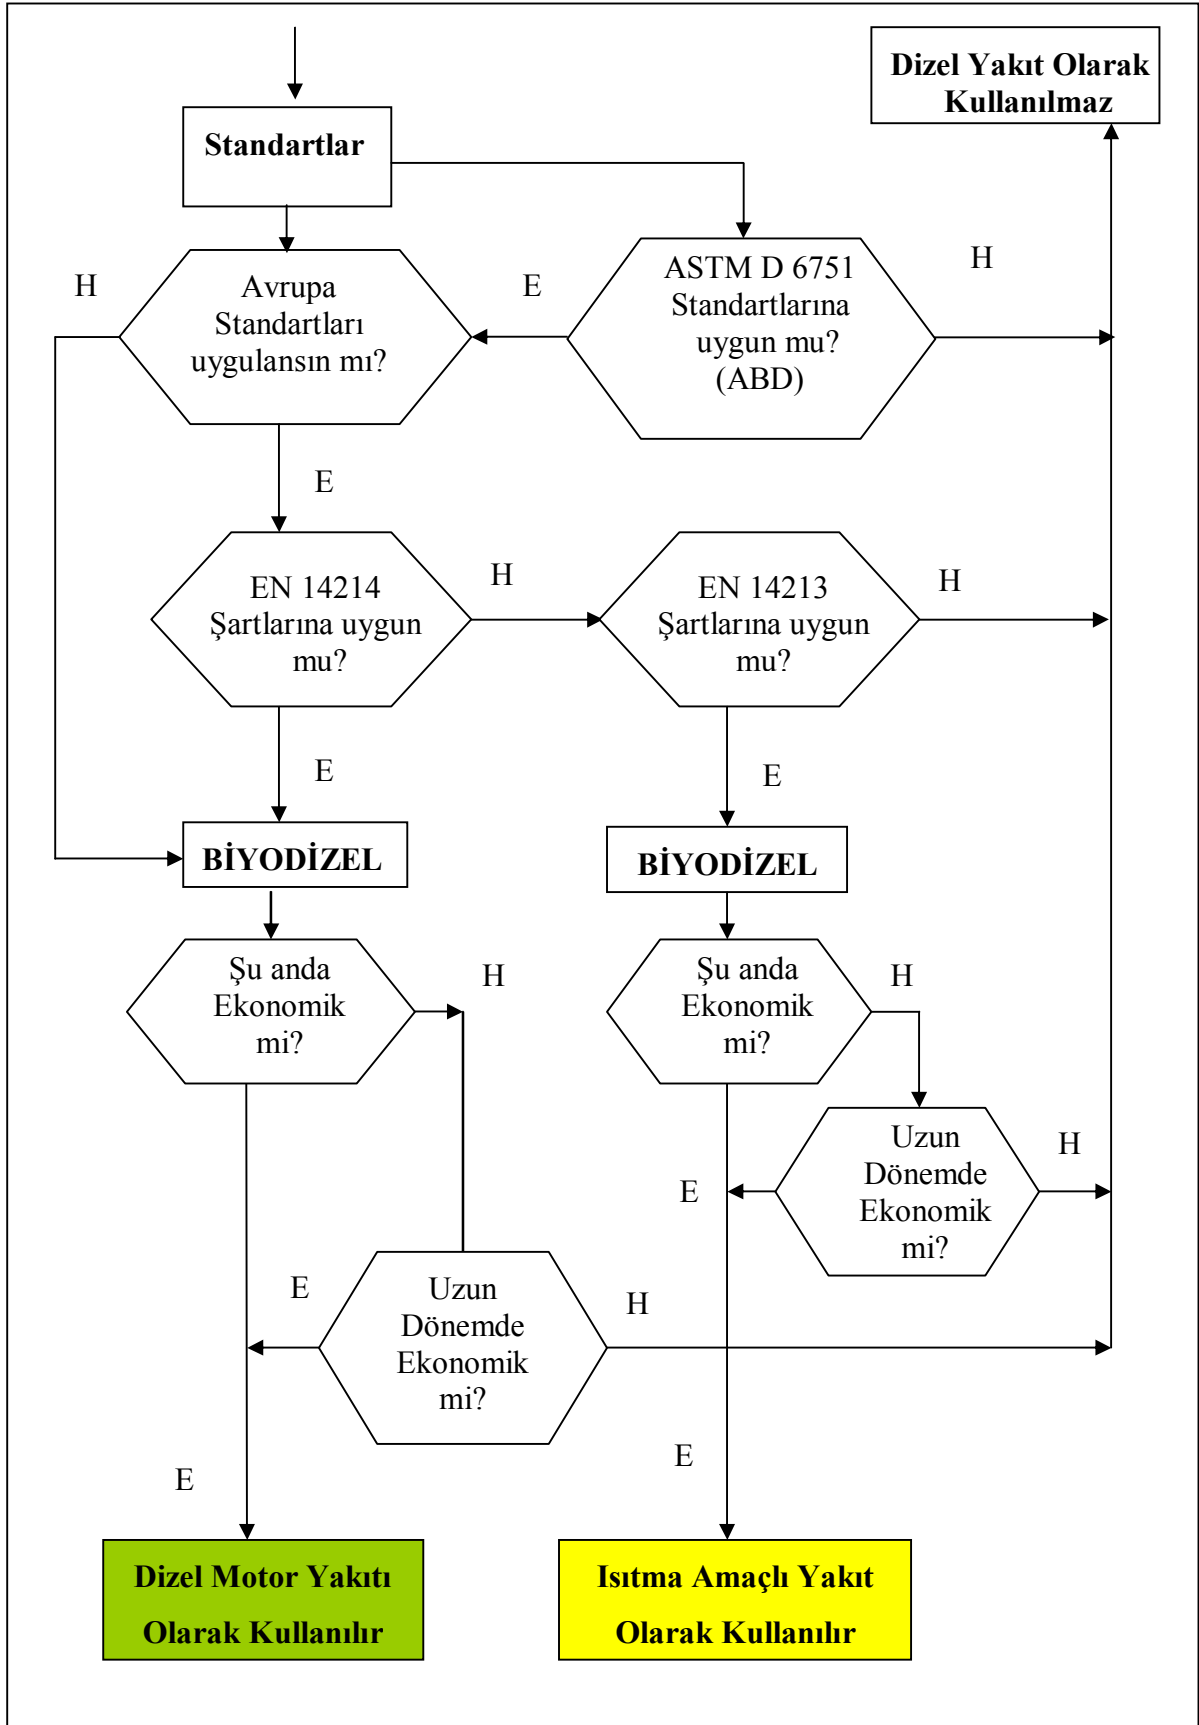 Dizel Yakıt Olarak
Kullanılmaz
Standartlar
H
Avrupa
Standartları
uygulansın mı?
E
ASTM D 6751
Standartlarına
uygun mu?
(ABD)
H
E
EN 14214
Şartlarına uygun
mu?
H
EN 14213
Şartlarına uygun
mu?
H
E
E
BİYODİZEL
BİYODİZEL
Şu anda
Ekonomik
mi?
H
Şu anda
Ekonomik
mi?
H
Uzun
Dönemde
Ekonomik
mi?
H
E
E
Uzun
Dönemde
Ekonomik
mi?
H
E
E
Dizel Motor Yakıtı
Olarak Kullanılır
Isıtma Amaçlı Yakıt
Olarak Kullanılır